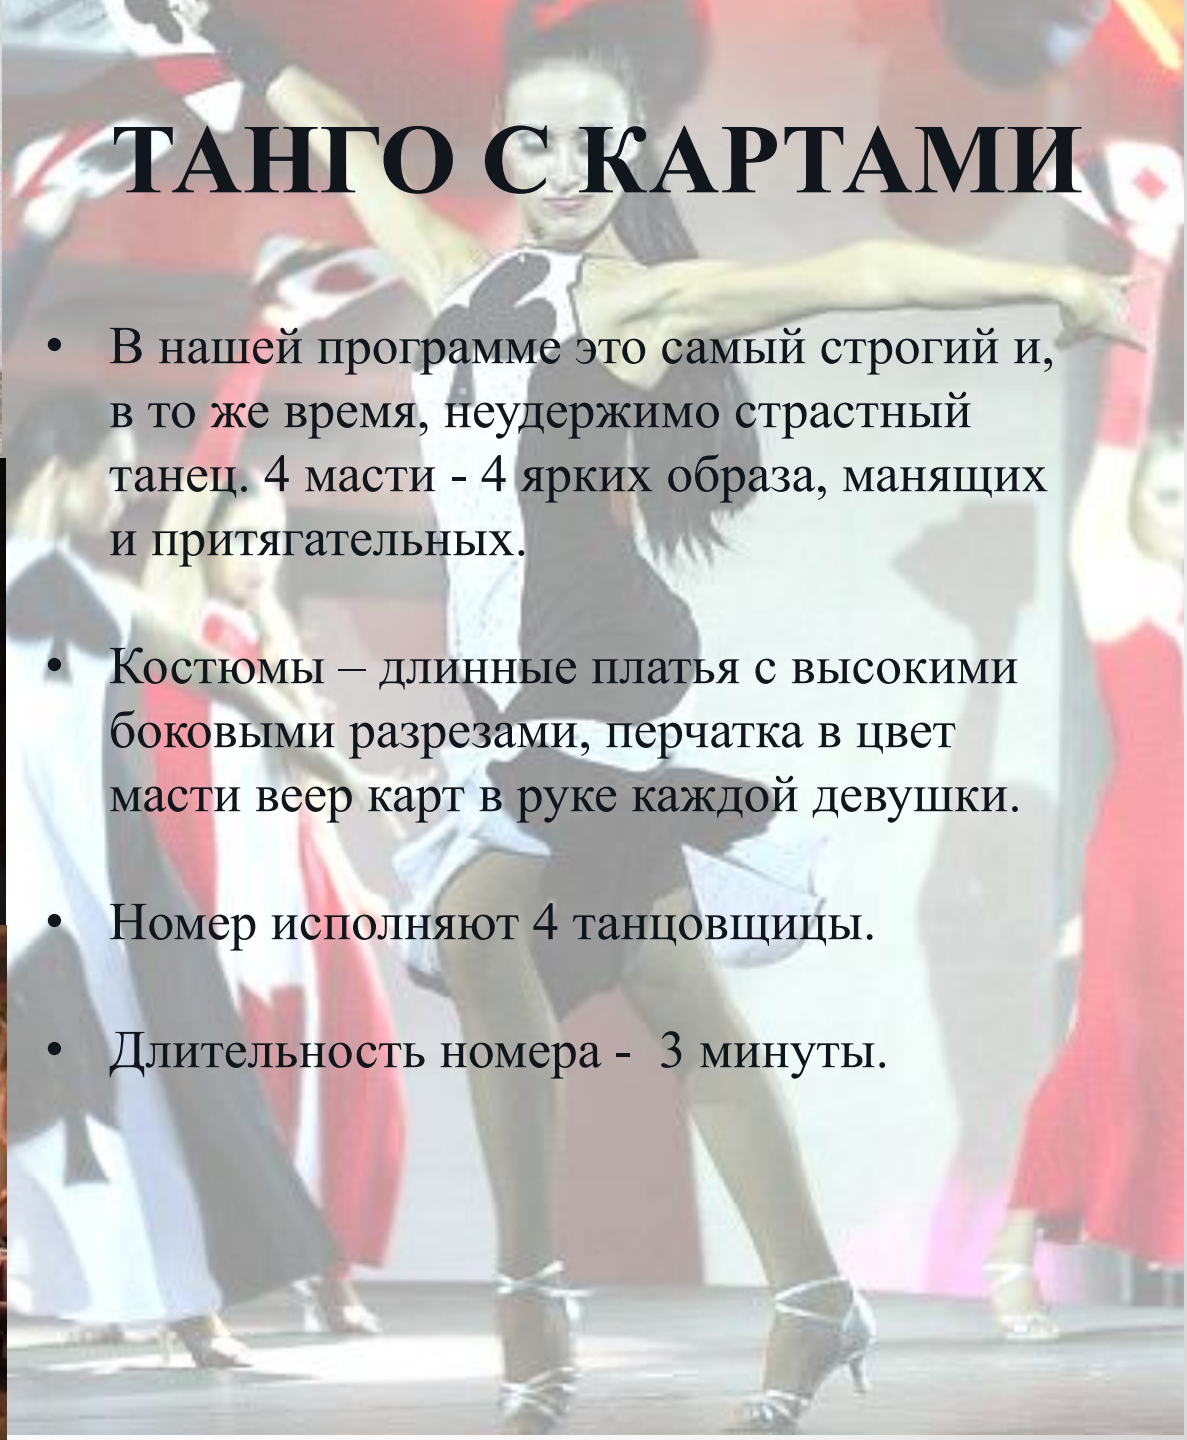 ТАНГО С КАРТАМИ
• В нашей программе это самый строгий и,
в то же время, неудержимо страстный
танец. 4 масти - 4 ярких образа, манящих
и притягательных.
• Костюмы – длинные платья с высокими
боковыми разрезами, перчатка в цвет
масти веер карт в руке каждой девушки.
• Номер исполняют 4 танцовщицы.
• Длительность номера -  3 минуты.